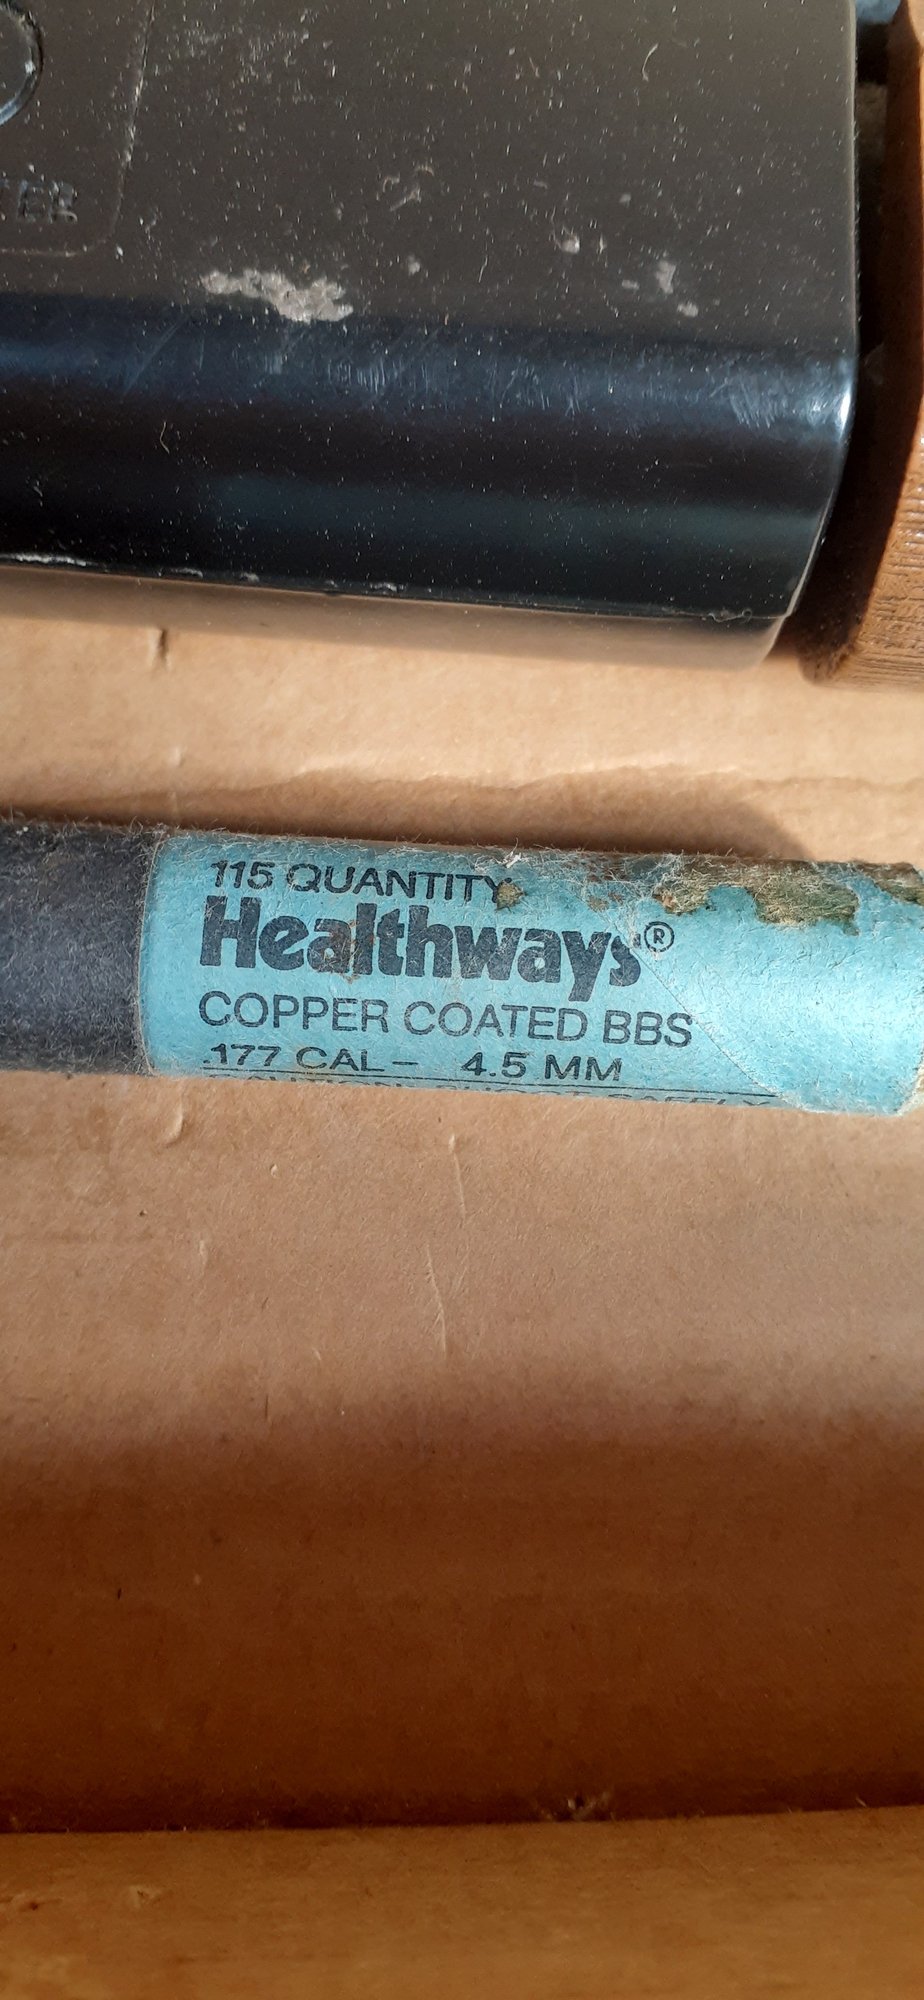 115 QUANTITY
Healthways®
COPPER COATED BBS
.177 CAL— 4.5 MM